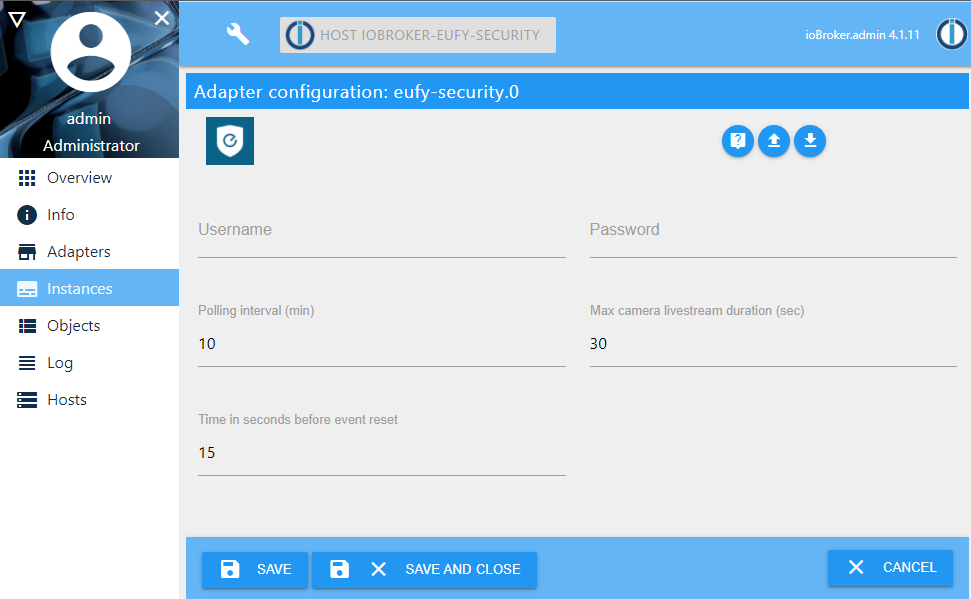 admin
Administrator
Overview
Info
Adapters
Instances
Objects
Log
Hosts
HOST IOBROKER-EUFY-SECURITY
ioBroker.admin 4.1.11
Adapter configuration: eufy-security.0
Username
Password
Polling interval (min)
Max camera livestream duration (sec)
10
30
Time in seconds before event reset
15
SAVE
SAVE AND CLOSE
CANCEL